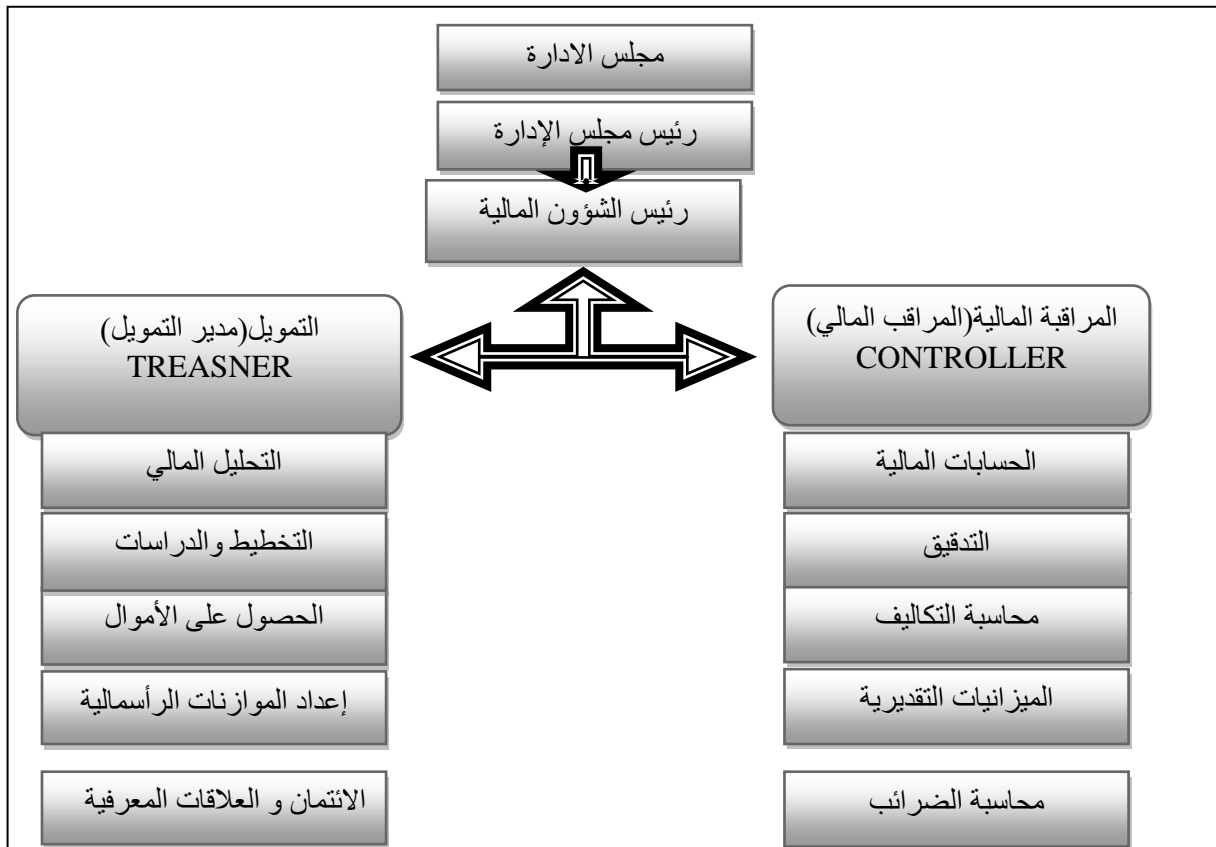 مجلس الادارة
رئيس مجلس الإدارة
رئيس الشؤون المالية
المراقبة المالية(المراقب المالي)
CONTROLLER
الحسابات المالية
التدقيق
محاسبة التكاليف
الميزانيات التقديرية
محاسبة الضرائب
التمويل(مدير التمويل)
TREASNER
التحليل المالي
التخطيط والدراسات
الحصول على الأموال
إعداد الموازنات الرأسمالية
الائتمان و العلاقات المعرفية